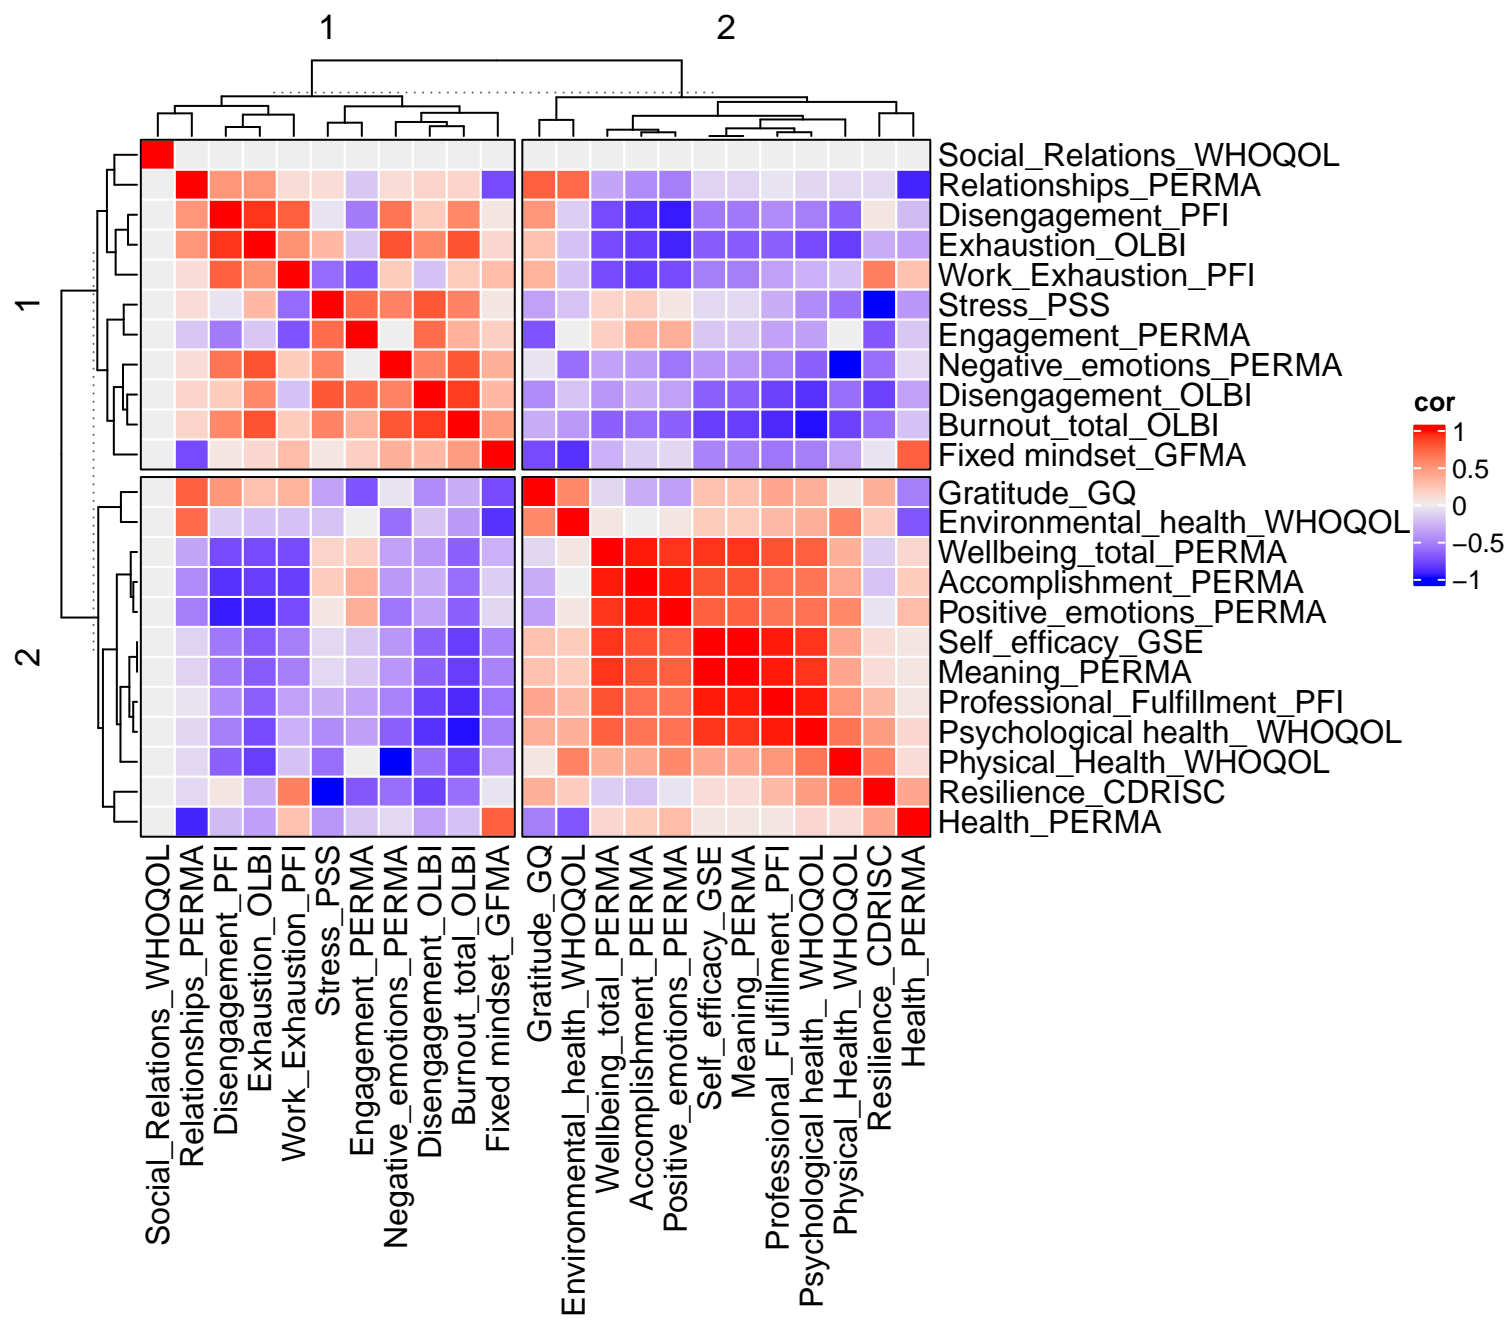 1
2
1
2
Social_Relations_WHOQOL
Relationships_PERMA
Disengagement_PFI
Exhaustion_OLBI
Work_Exhaustion_PFI
Stress_PSS
Engagement_PERMA
Negative_emotions_PERMA
Disengagement_OLBI
Burnout_total_OLBI
Fixed mindset_GFMA
Gratitude_GQ
Environmental_health_WHOQOL
Wellbeing_total_PERMA
Accomplishment_PERMA
Positive_emotions_PERMA
Self_efficacy_GSE
Meaning_PERMA
Professional_Fulfillment_PFI
Psychological health_ WHOQOL
Physical_Health_WHOQOL
Resilience_CDRISC
Health_PERMA
cor
1
0.5
0
−0.5
−1
Social_Relations_WHOQOL
Relationships_PERMA
Disengagement_PFI
Exhaustion_OLBI
Work_Exhaustion_PFI
Stress_PSS
Engagement_PERMA
Negative_emotions_PERMA
Disengagement_OLBI
Burnout_total_OLBI
Fixed mindset_GFMA
Gratitude_GQ
Environmental_health_WHOQOL
Wellbeing_total_PERMA
Accomplishment_PERMA
Positive_emotions_PERMA
Self_efficacy_GSE
Meaning_PERMA
Professional_Fulfillment_PFI
Psychological health_ WHOQOL
Physical_Health_WHOQOL
Resilience_CDRISC
Health_PERMA